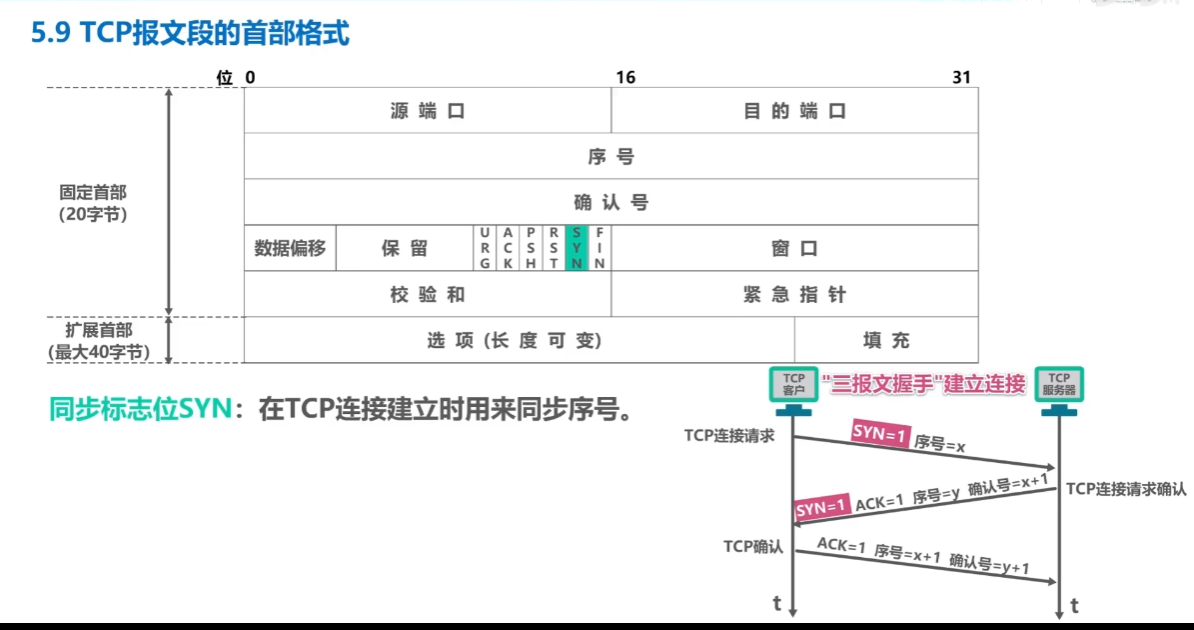 5.9 TCP报文段的首部格式
位 0 16 31
源端口 目的端口
序号
确认号
固定首部
(20字节)
数据偏移 保留 URG ACK PSH RST SYN FIN 窗口
校验和 紧急指针
扩展首部
(最大40字节)
选项 (长度可变) 填充
同步标志位SYN：在TCP连接建立时用来同步序号。
TCP
客户
"三报文握手"建立连接
TCP
服务器
TCP连接请求
SYN=1 序号=x
SYN=1 ACK=1 序号=y 确认号=x+1
TCP连接请求确认
TCP确认
ACK=1 序号=x+1 确认号=y+1
t
t